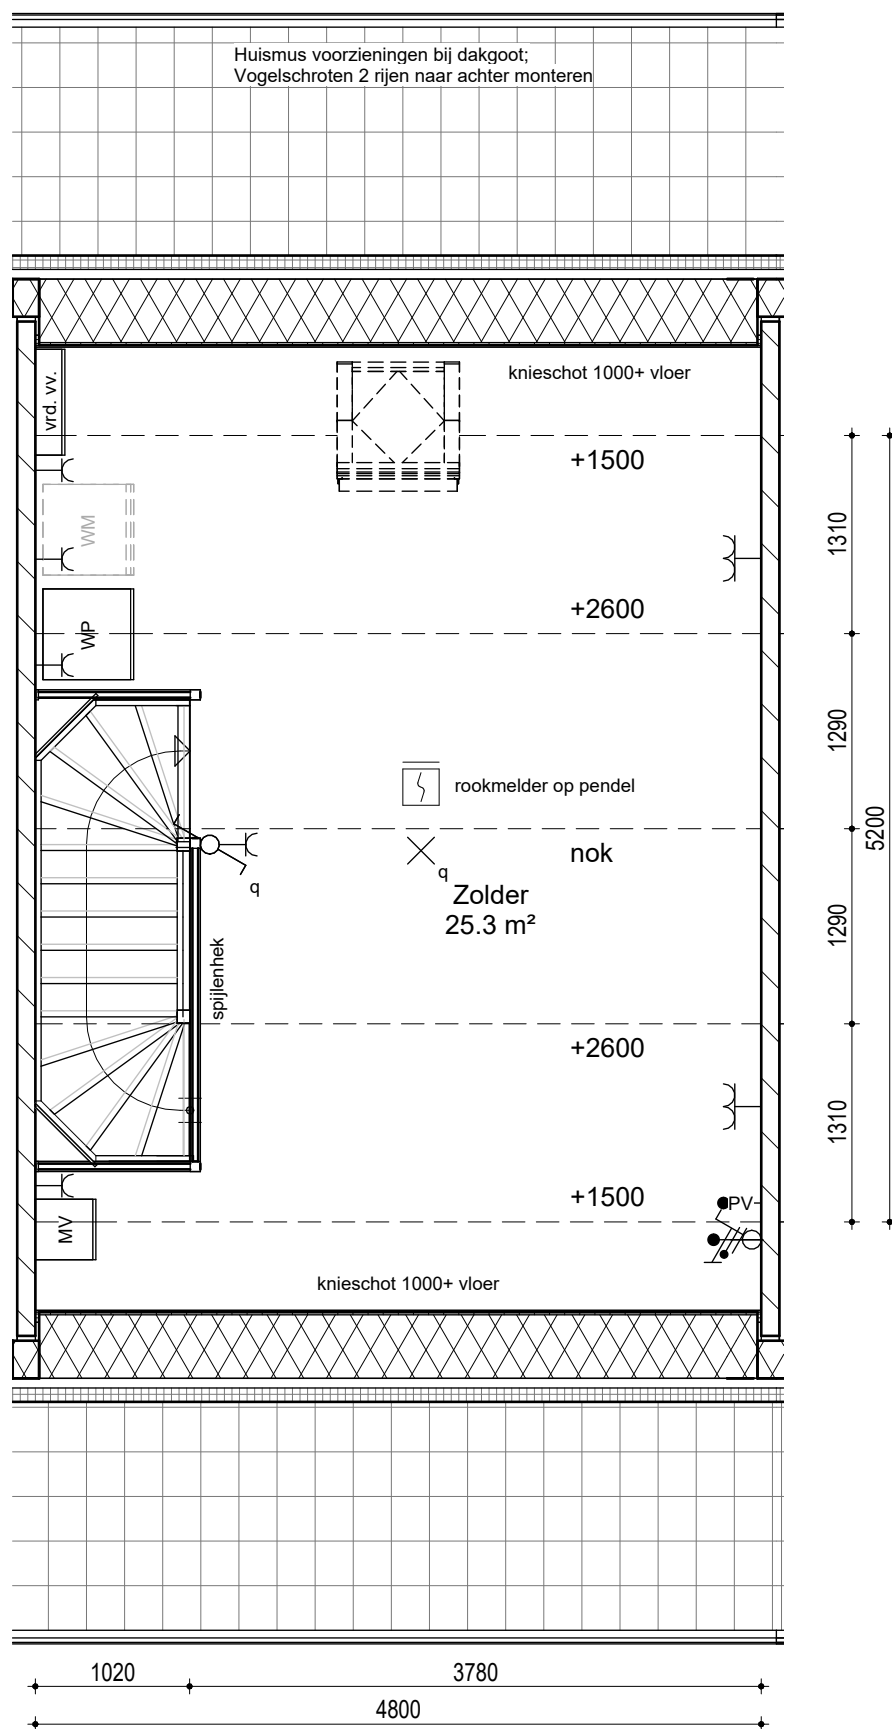 Huismus voorzieningen bij dakgoot;
Vogelschroten 2 rijen naar achter monteren
knieschot 1000+ vloer
vrd. vv.
+1500
WM
1310
+2600
WP
1290
rookmelder op pendel
5200
nok
q
q
Zolder
25.3 m²
1290
spijlenhek
+2600
1310
+1500
PV
MV
knieschot 1000+ vloer
1020
3780
4800